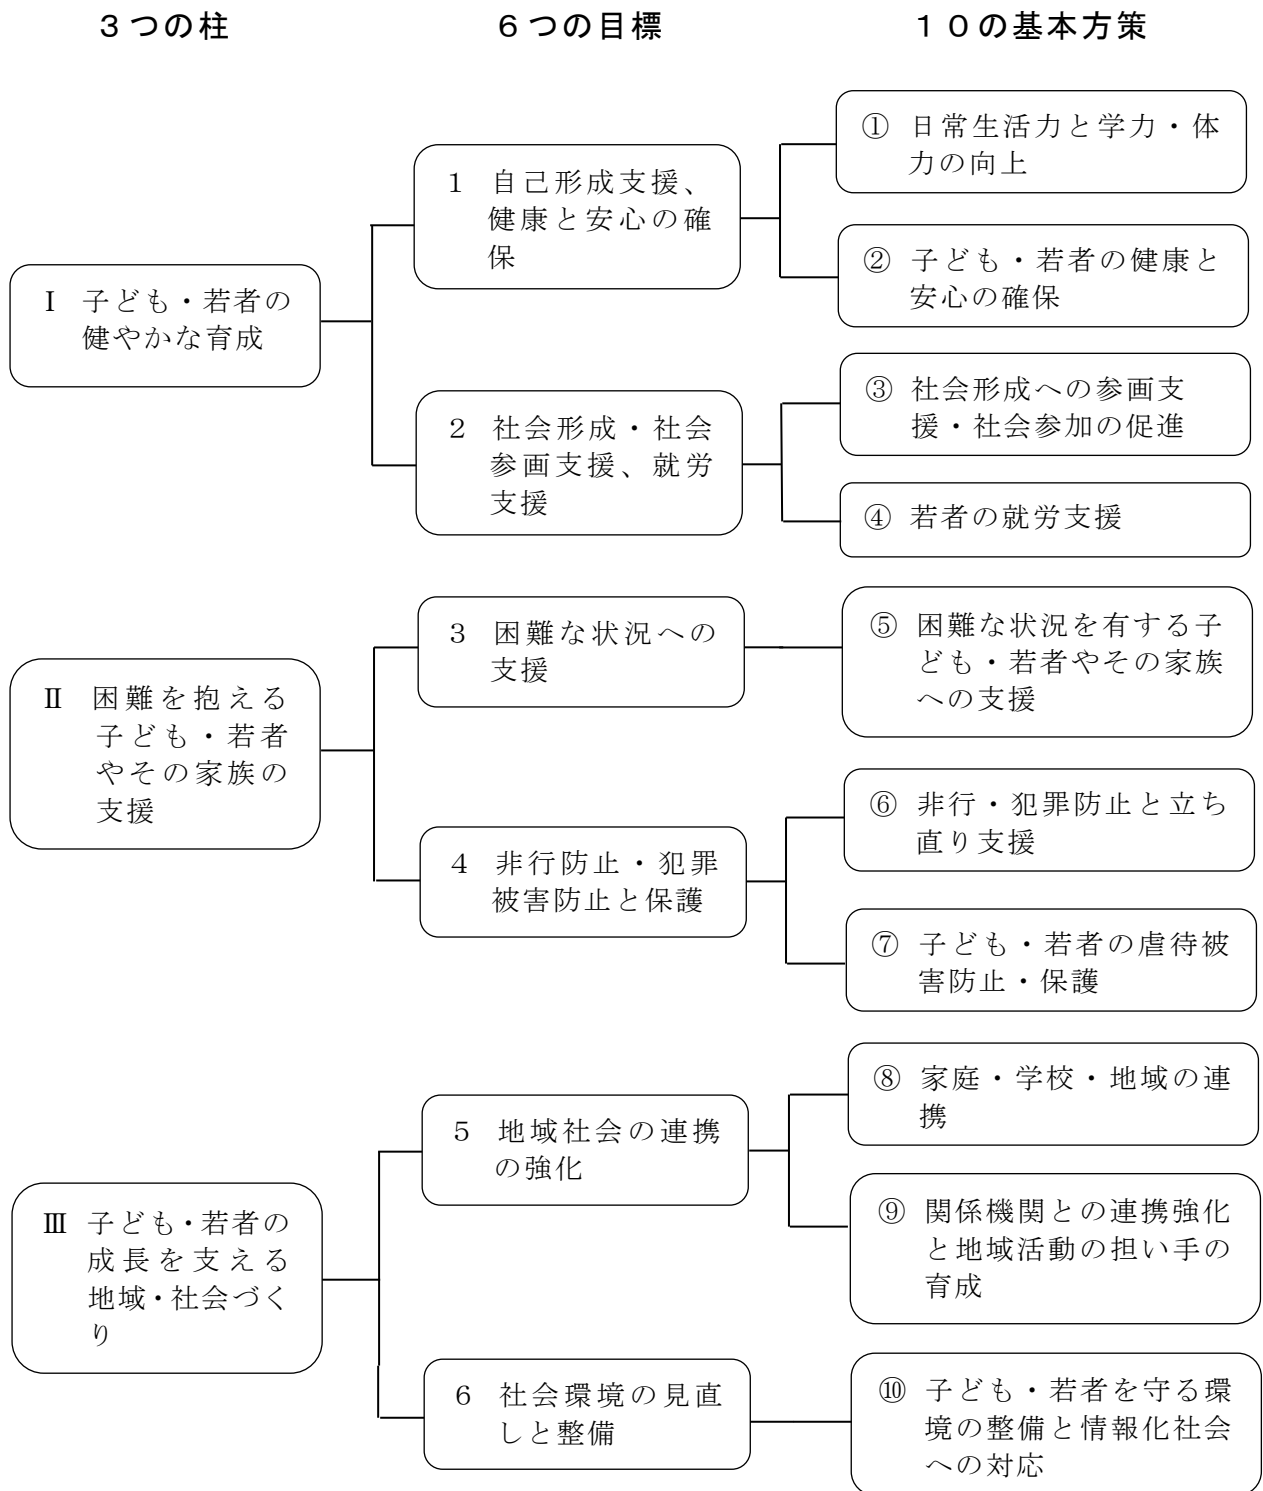 ３つの柱
６つの目標
１０の基本方策
Ⅰ 子ども・若者の
健やかな育成
1 自己形成支援、
健康と安心の確
保
① 日常生活力と学力・体
力の向上
② 子ども・若者の健康と
安心の確保
2 社会形成・社会
参画支援、就労
支援
③ 社会形成への参画支
援・社会参加の促進
④ 若者の就労支援
Ⅱ 困難を抱える
子ども・若者
やその家族の
支援
3 困難な状況への
支援
⑤ 困難な状況を有する子
ども・若者やその家族
への支援
4 非行防止・犯罪
被害防止と保護
⑥ 非行・犯罪防止と立ち
直り支援
⑦ 子ども・若者の虐待被
害防止・保護
Ⅲ 子ども・若者の
成長を支える
地域・社会づく
り
5 地域社会の連携
の強化
⑧ 家庭・学校・地域の連
携
⑨ 関係機関との連携強化
と地域活動の担い手の
育成
6 社会環境の見直
しと整備
⑩ 子ども・若者を守る環
境の整備と情報化社会
への対応